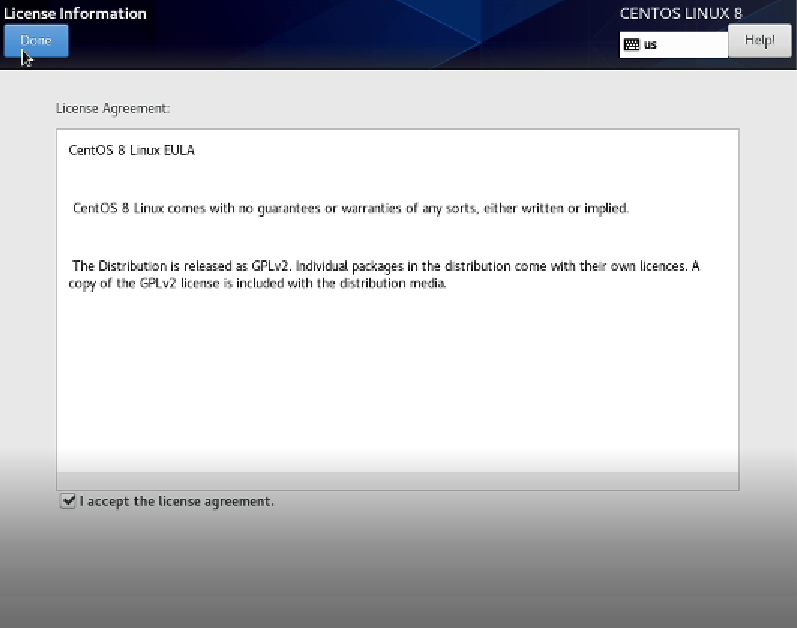 License Information
CENTOS LINUX 8
Done
us
Help!
License Agreement:
CentOS 8 Linux EULA
CentOS 8 Linux comes with no guarantees or warranties of any sorts, either written or implied.
The Distribution is released as GPLv2. Individual packages in the distribution come with their own licences. A
copy of the GPLv2 license is included with the distribution media.
I accept the license agreement.